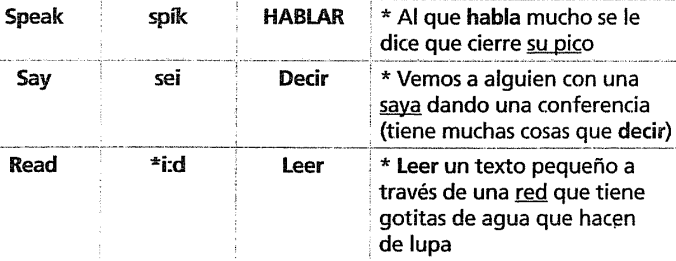 Speak spík HABLAR * Al que habla mucho se le
dice que cierre su pico
Say sei Decir * Vemos a alguien con una
saya dando una conferencia
(tiene muchas cosas que decir)
Read *i:d Leer * Leer un texto pequeño a
través de una red que tiene
gotitas de agua que hacen
de lupa